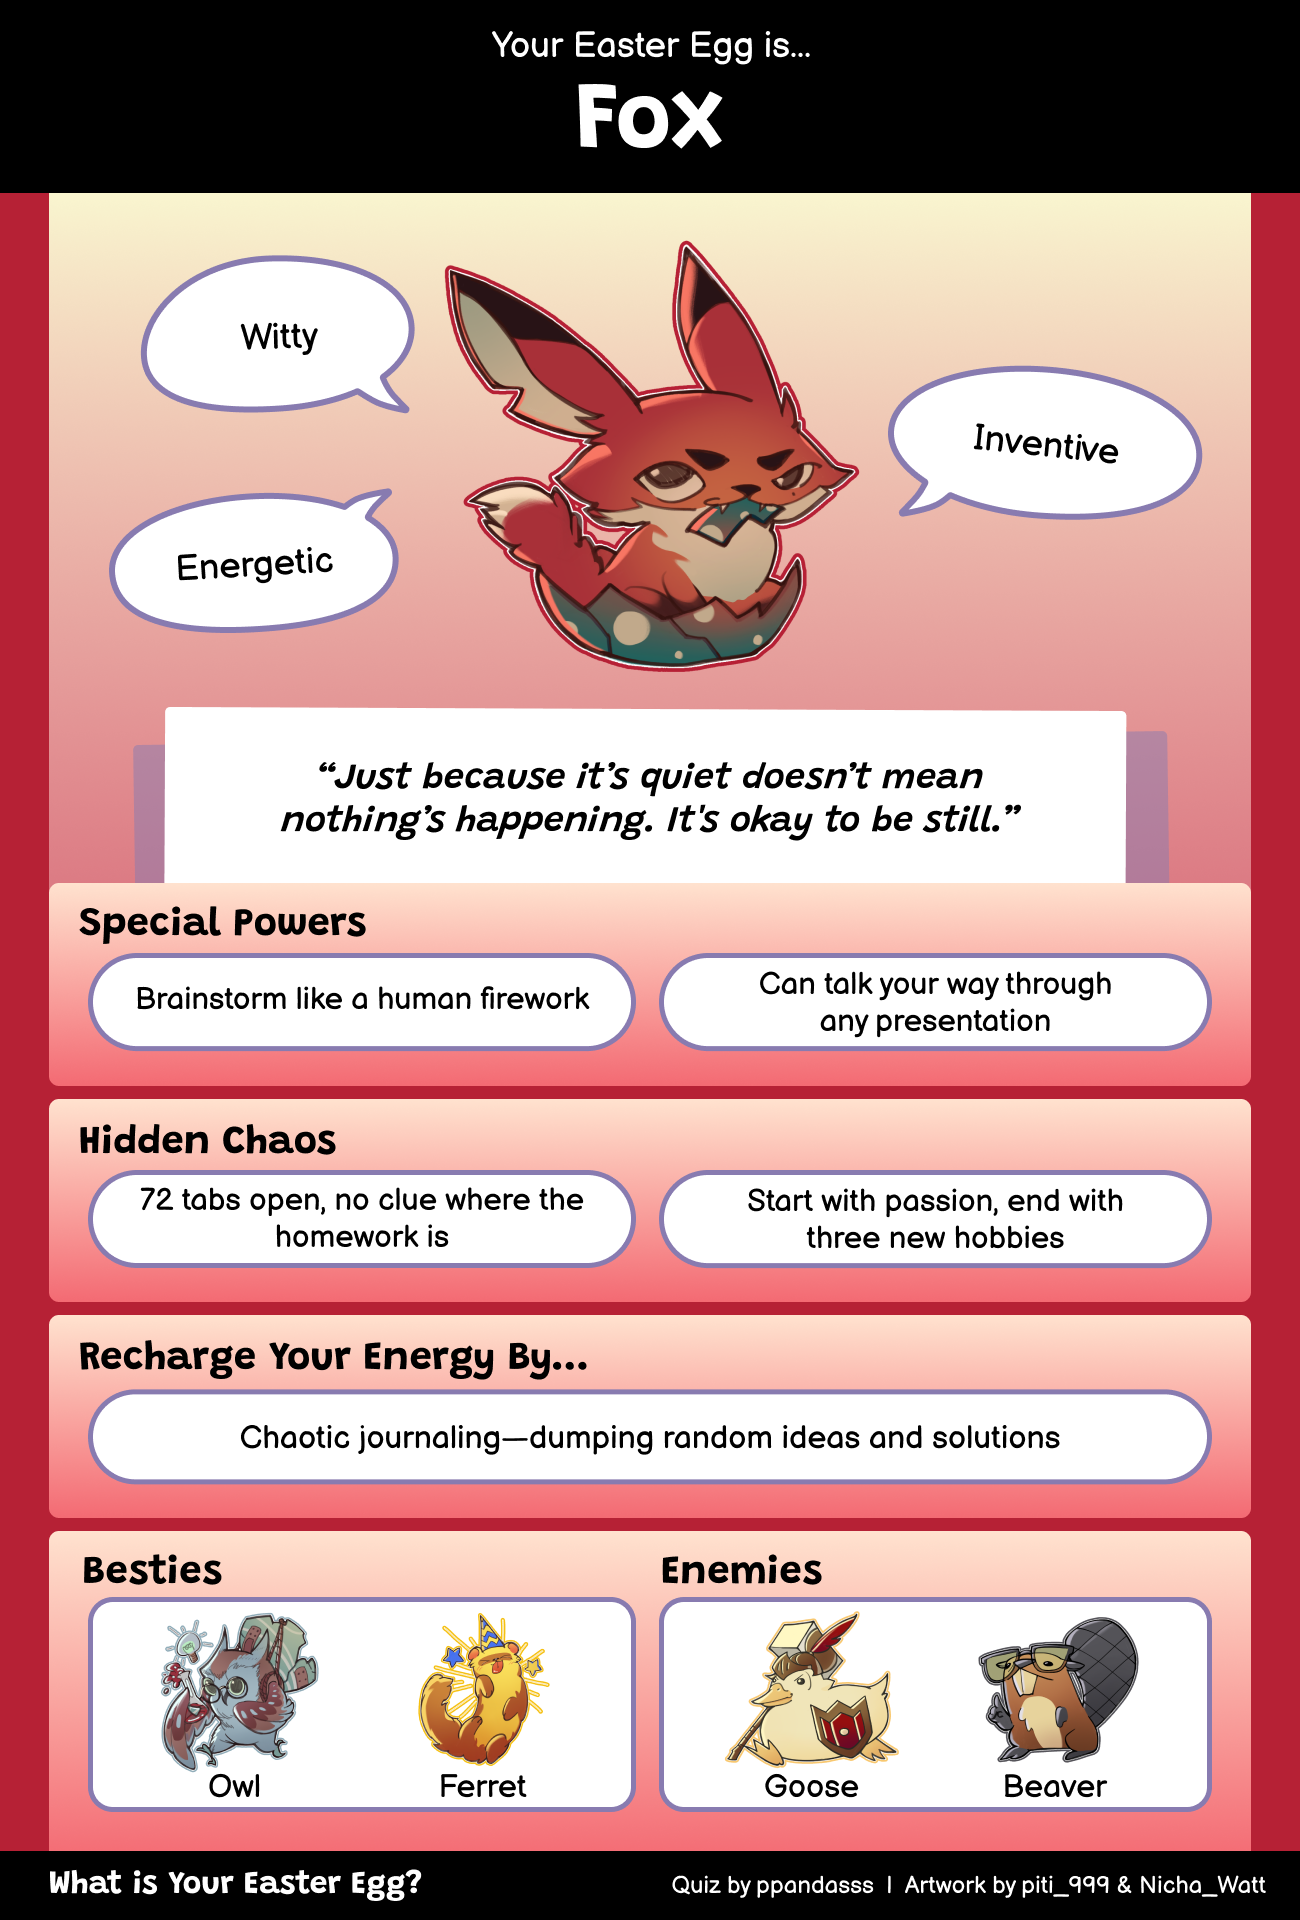 Your Easter Egg is...
Fox
Witty
Inventive
Energetic
“Just because it’s quiet doesn’t mean
nothing’s happening. It's okay to be still.”
Special Powers
Brainstorm like a human firework
Can talk your way through
any presentation
Hidden Chaos
72 tabs open, no clue where the
homework is
Start with passion, end with
three new hobbies
Recharge Your Energy By...
Chaotic journaling—dumping random ideas and solutions
Besties
Enemies
Owl
Ferret
Goose
Beaver
What is Your Easter Egg?
Quiz by ppandasss | Artwork by piti_999 & Nicha_Watt